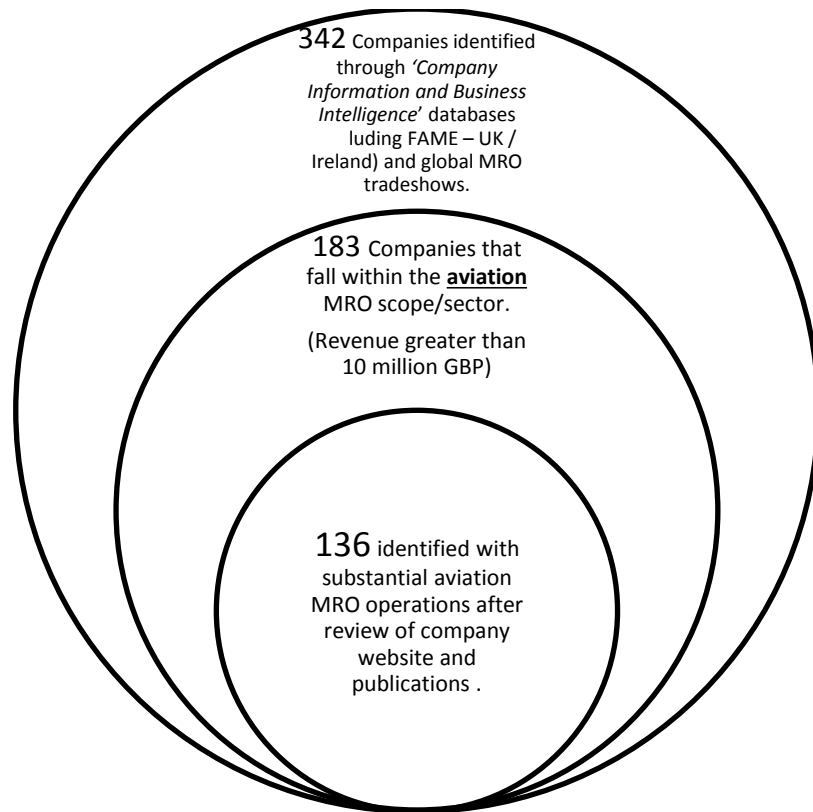 342 Companies identified
through ‘Company
Information and Business
Intelligence’ databases
luding FAME – UK /
Ireland) and global MRO
tradeshows.
183 Companies that
fall within the aviation
MRO scope/sector.
(Revenue greater than
10 million GBP)
136 identified with
substantial aviation
MRO operations after
review of company
website and
publications .